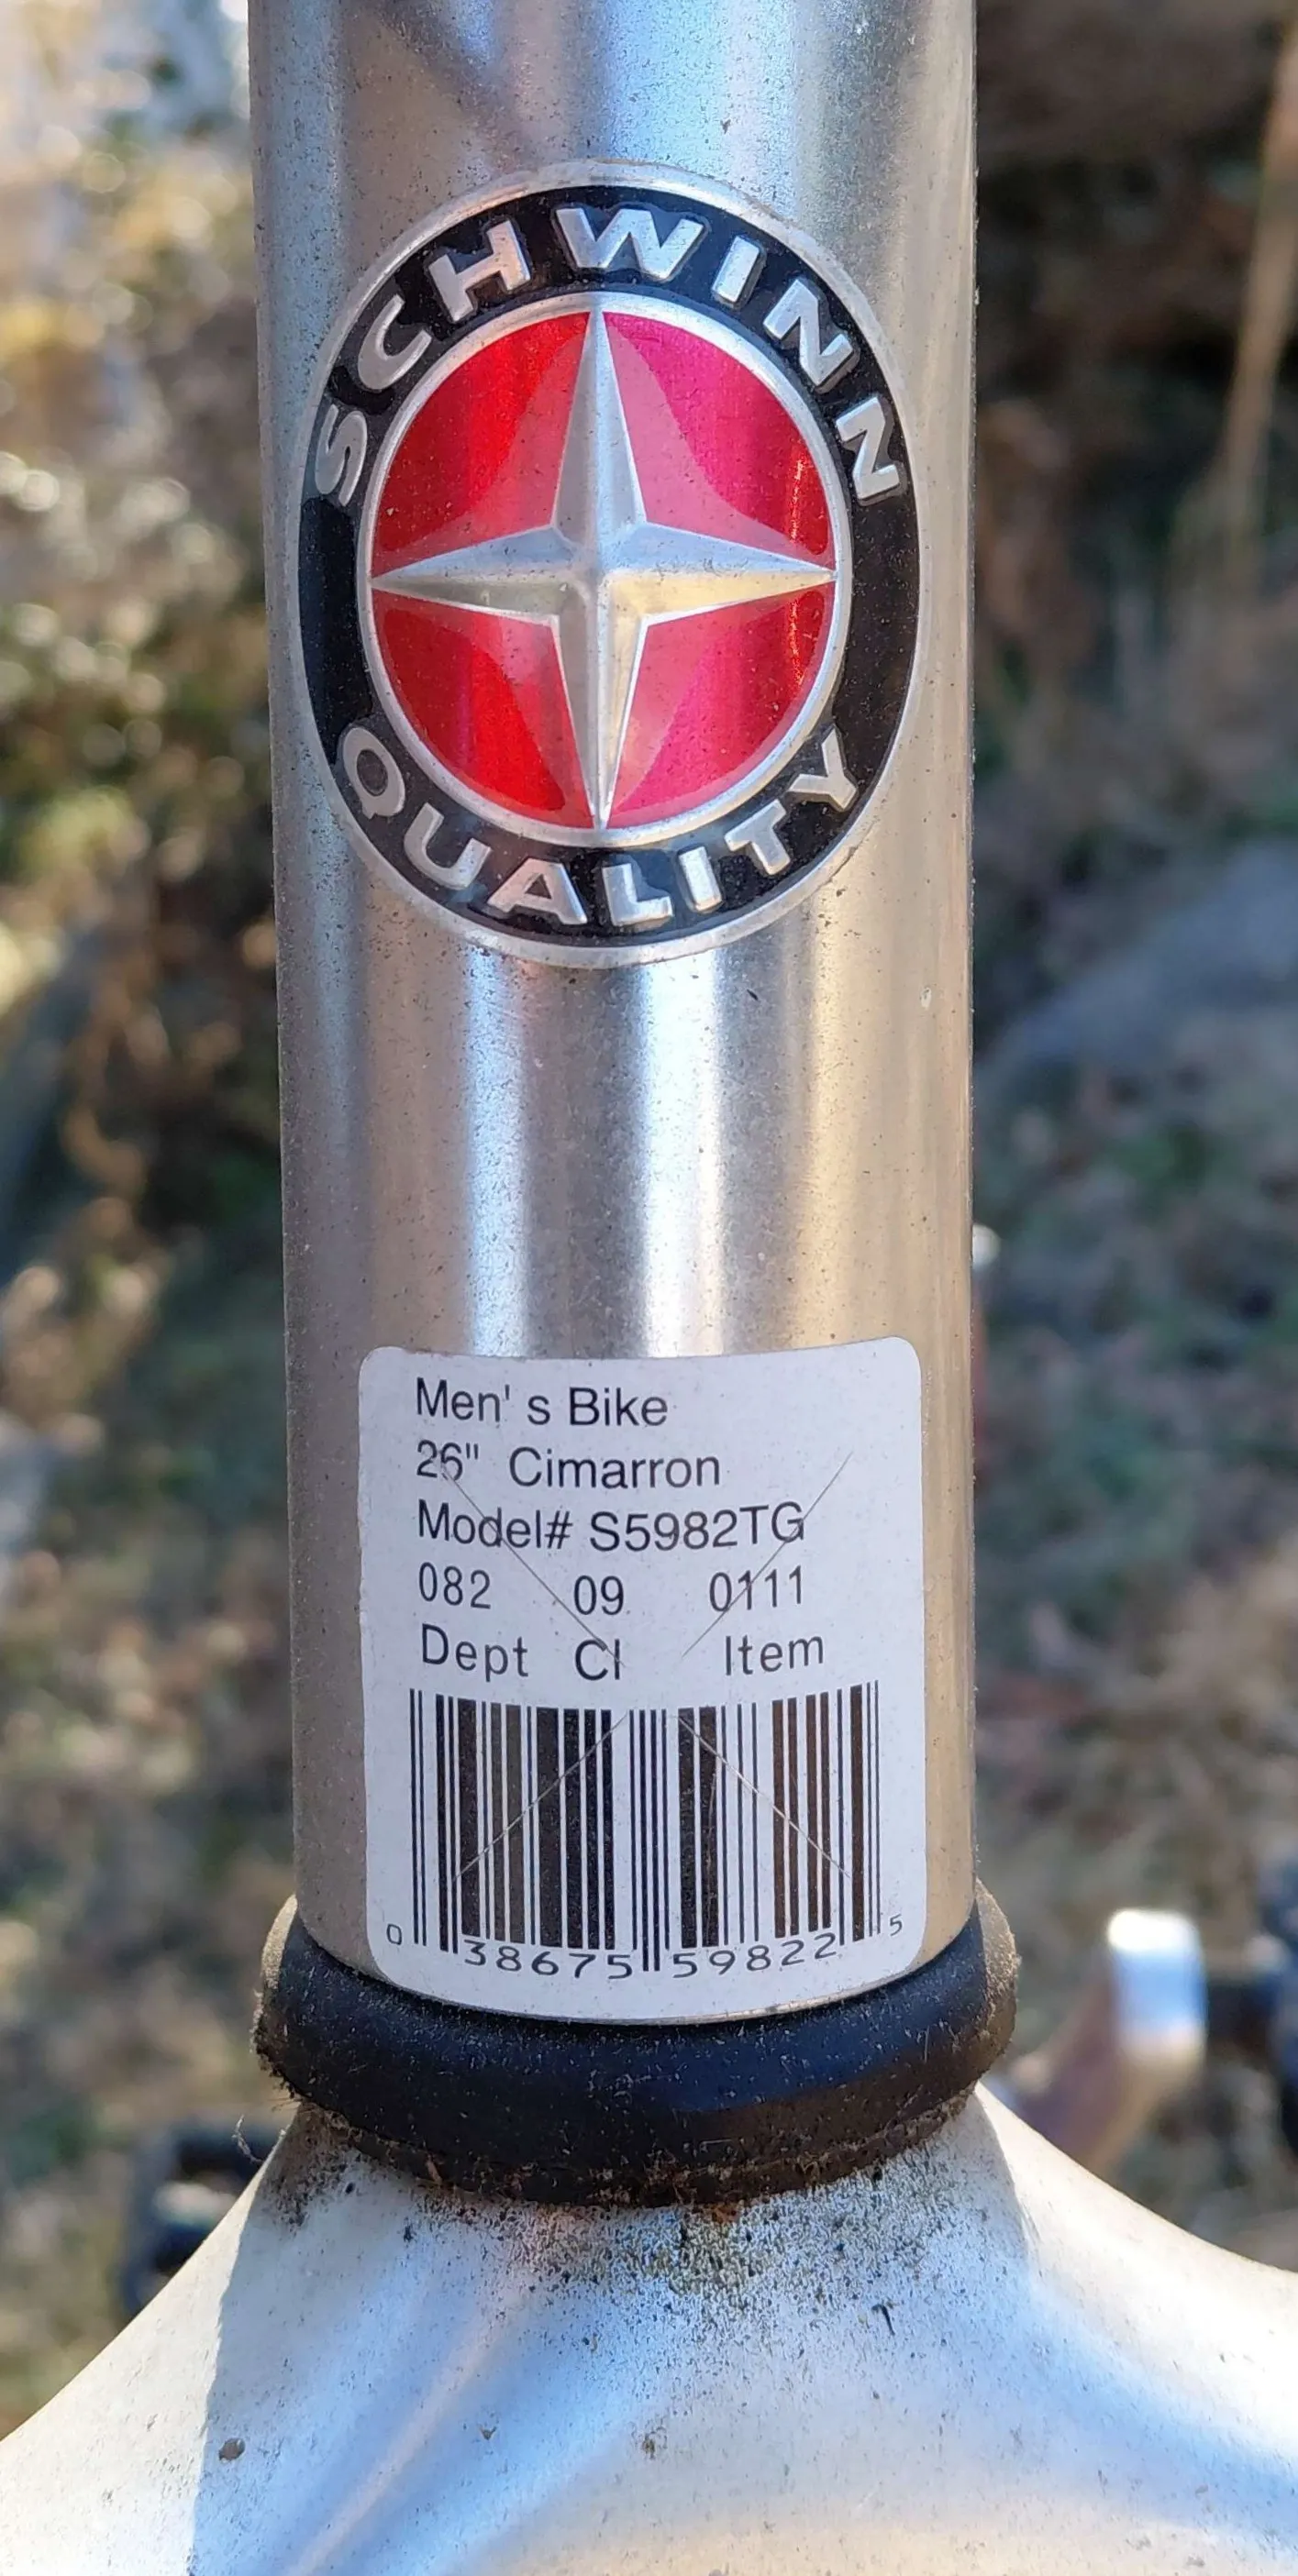 SCHWINN
QUALITY
Men's Bike
26" Cimarron
Model# S5982TG
082 09 0111
Dept Cl Item
0 38675 59822 5